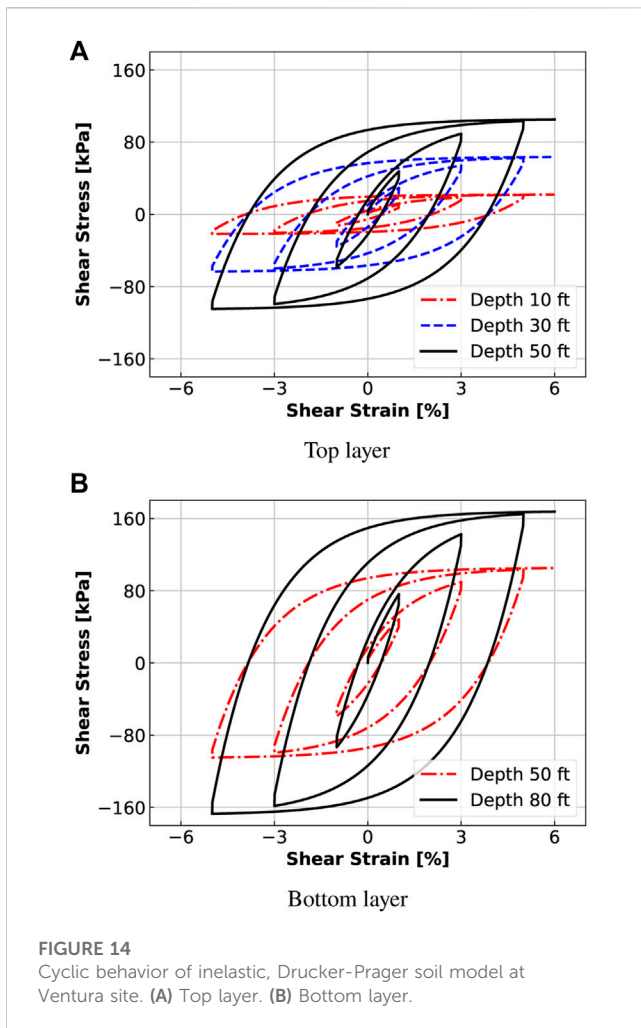 A
160
80
0
−80
−160
Shear Stress [kPa]
Depth 10 ft
Depth 30 ft
Depth 50 ft
−6 −3 0 3 6
Shear Strain [%]
Top layer
B
160
80
0
−80
−160
Shear Stress [kPa]
Depth 50 ft
Depth 80 ft
−6 −3 0 3 6
Shear Strain [%]
Bottom layer
FIGURE 14
Cyclic behavior of inelastic, Drucker-Prager soil model at
Ventura site. (A) Top layer. (B) Bottom layer.